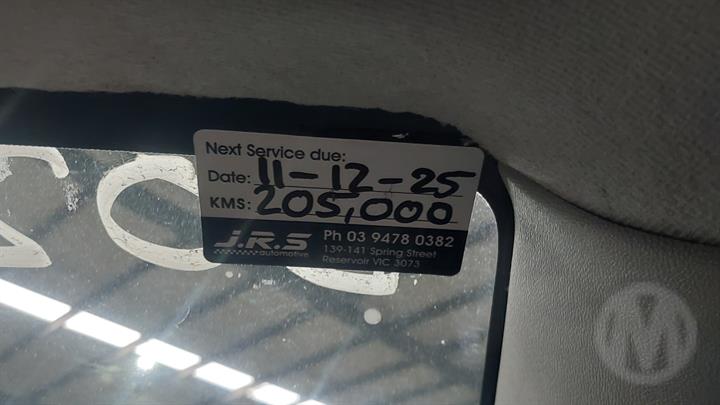 Next Service due:
Date: 11-12-25
KMS: 205,000
J.R.S
automotive
Ph 03 9478 0382
139-141 Spring Street
Reservoir VIC 3073
M